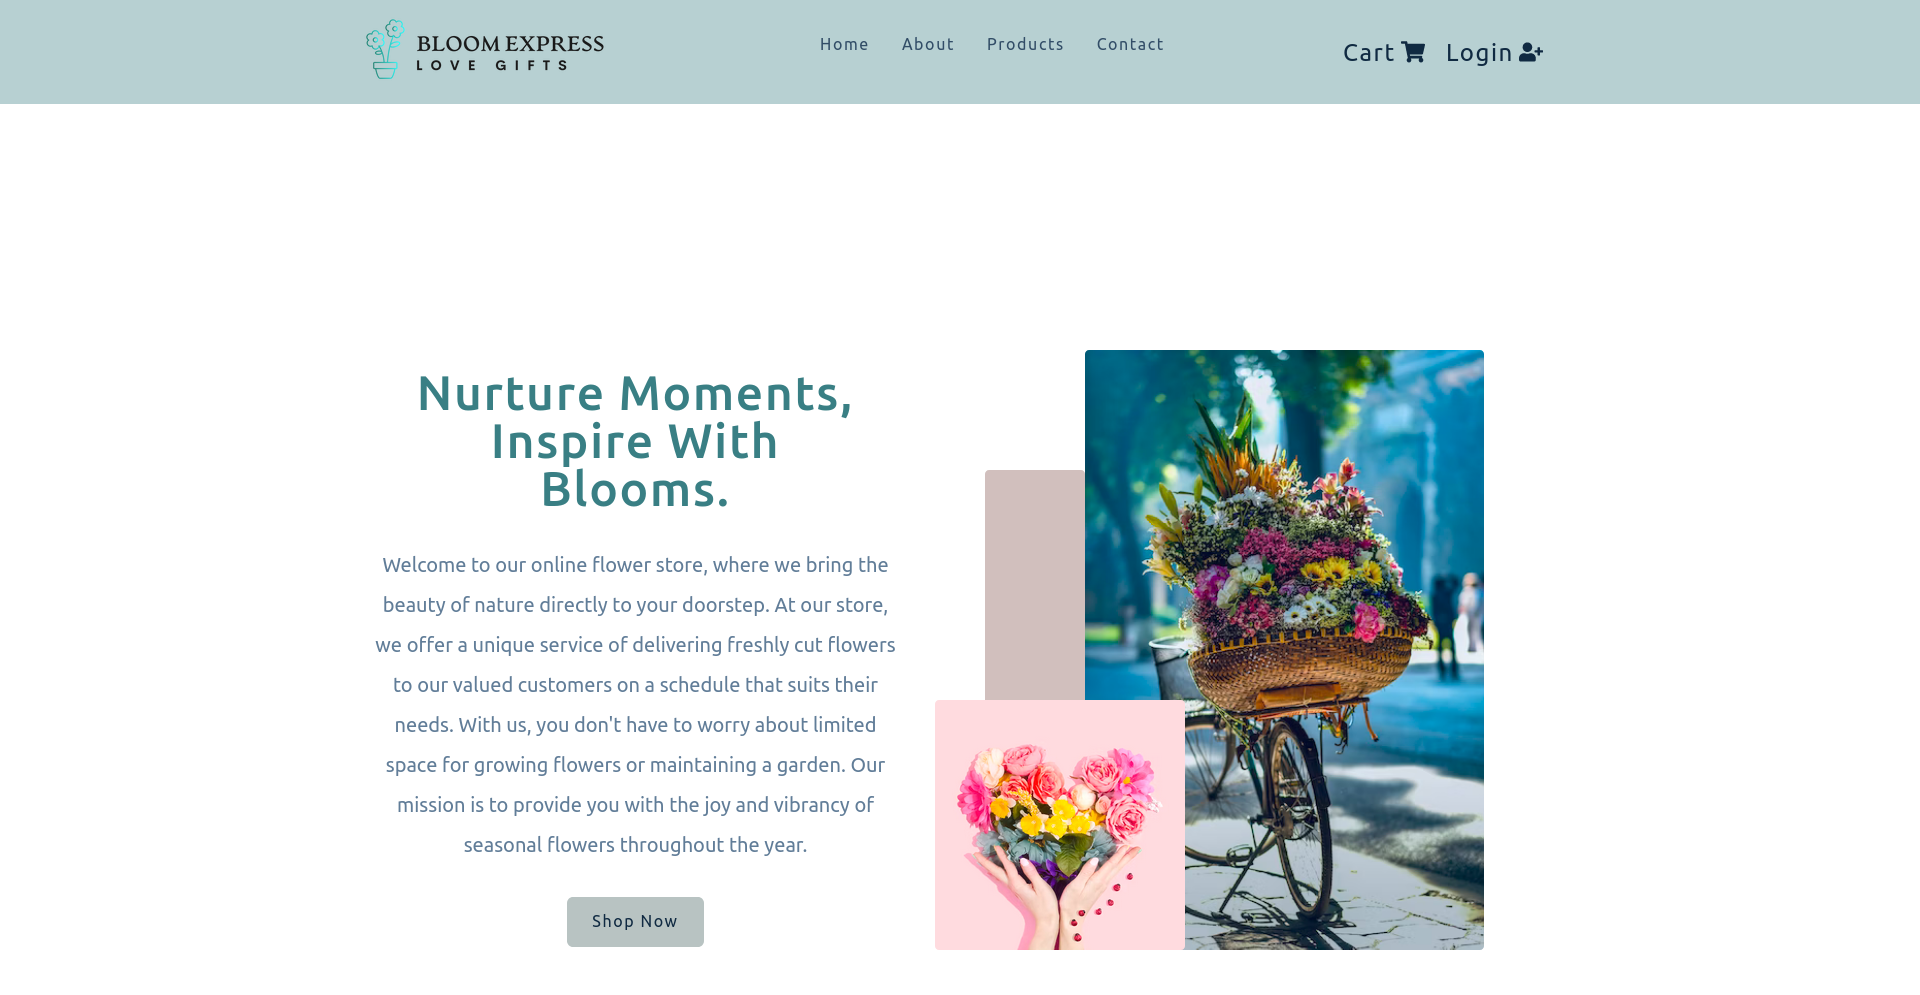 BLOOM EXPRESS
LOVE GIFTS
Home About Products Contact
Cart Login
Nurture Moments,
Inspire With
Blooms.
Welcome to our online flower store, where we bring the
beauty of nature directly to your doorstep. At our store,
we offer a unique service of delivering freshly cut flowers
to our valued customers on a schedule that suits their
needs. With us, you don't have to worry about limited
space for growing flowers or maintaining a garden. Our
mission is to provide you with the joy and vibrancy of
seasonal flowers throughout the year.
Shop Now